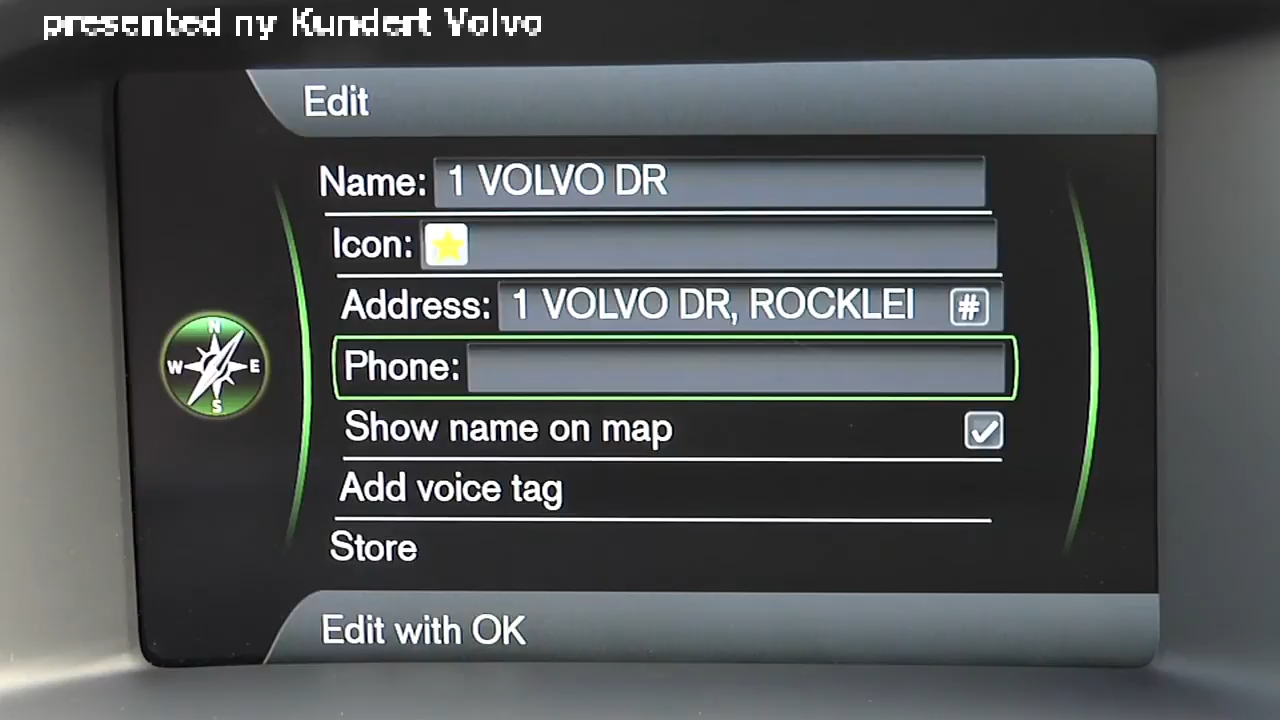 presented ny Kundert Volvo
Edit
Name: 1 VOLVO DR
Icon:
Address: 1 VOLVO DR, ROCKLEI #
N
W E
S
Phone:
Show name on map
Add voice tag
Store
Edit with OK